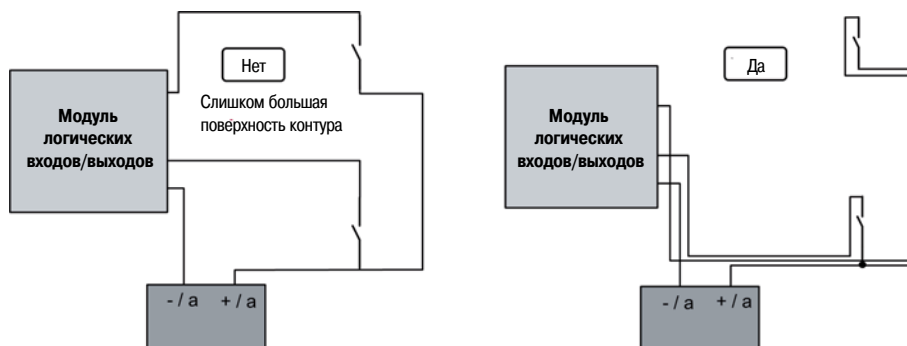 Нет
Слишком большая
поверхность контура
Модуль
логических
входов/выходов
- / a
+ / a
Да
Модуль
логических
входов/выходов
- / a
+ / a